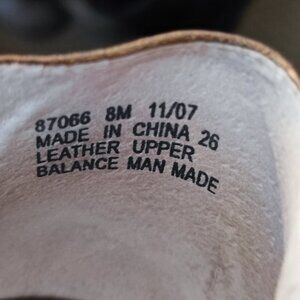 87066 8M 11/07
MADE IN CHINA 26
LEATHER UPPER
BALANCE MAN MADE